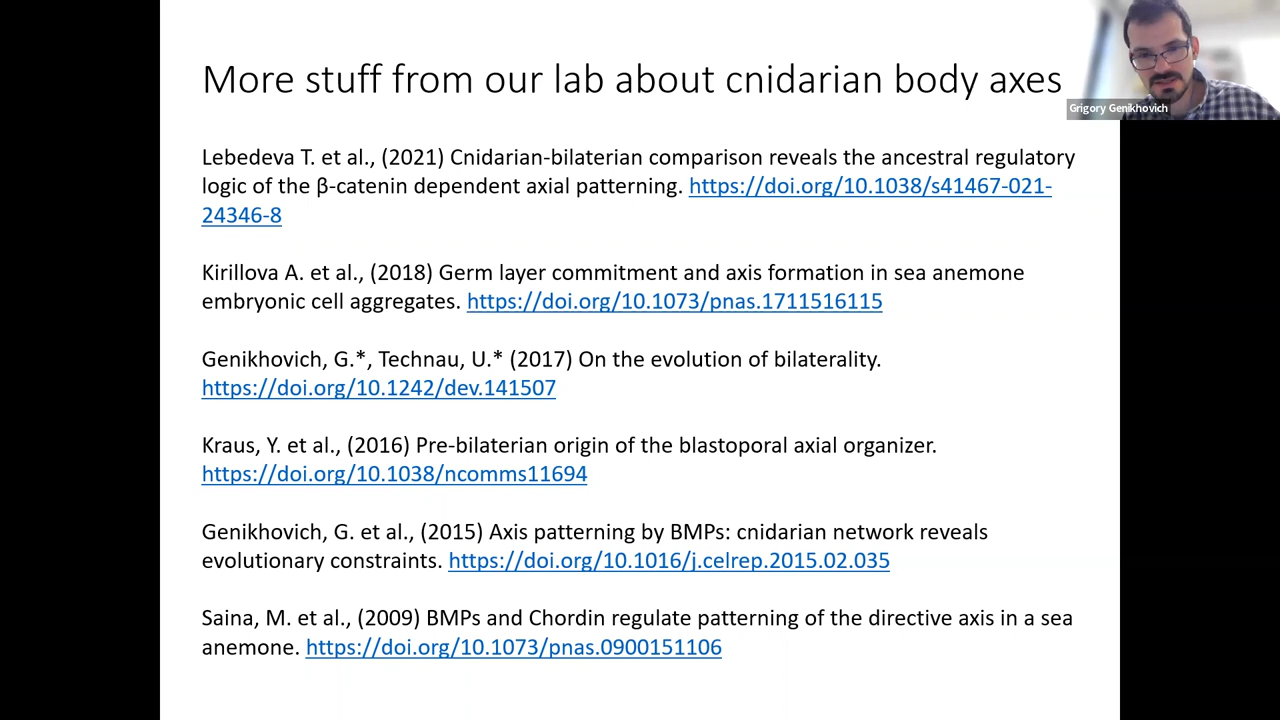 More stuff from our lab about cnidarian body axes
Grigory Genikhovich
Lebedeva T. et al., (2021) Cnidarian-bilaterian comparison reveals the ancestral regulatory
logic of the β-catenin dependent axial patterning. https://doi.org/10.1038/s41467-021-
24346-8
Kirillova A. et al., (2018) Germ layer commitment and axis formation in sea anemone
embryonic cell aggregates. https://doi.org/10.1073/pnas.1711516115
Genikhovich, G.*, Technau, U.* (2017) On the evolution of bilaterality.
https://doi.org/10.1242/dev.141507
Kraus, Y. et al., (2016) Pre-bilaterian origin of the blastoporal axial organizer.
https://doi.org/10.1038/ncomms11694
Genikhovich, G. et al., (2015) Axis patterning by BMPs: cnidarian network reveals
evolutionary constraints. https://doi.org/10.1016/j.celrep.2015.02.035
Saina, M. et al., (2009) BMPs and Chordin regulate patterning of the directive axis in a sea
anemone. https://doi.org/10.1073/pnas.0900151106